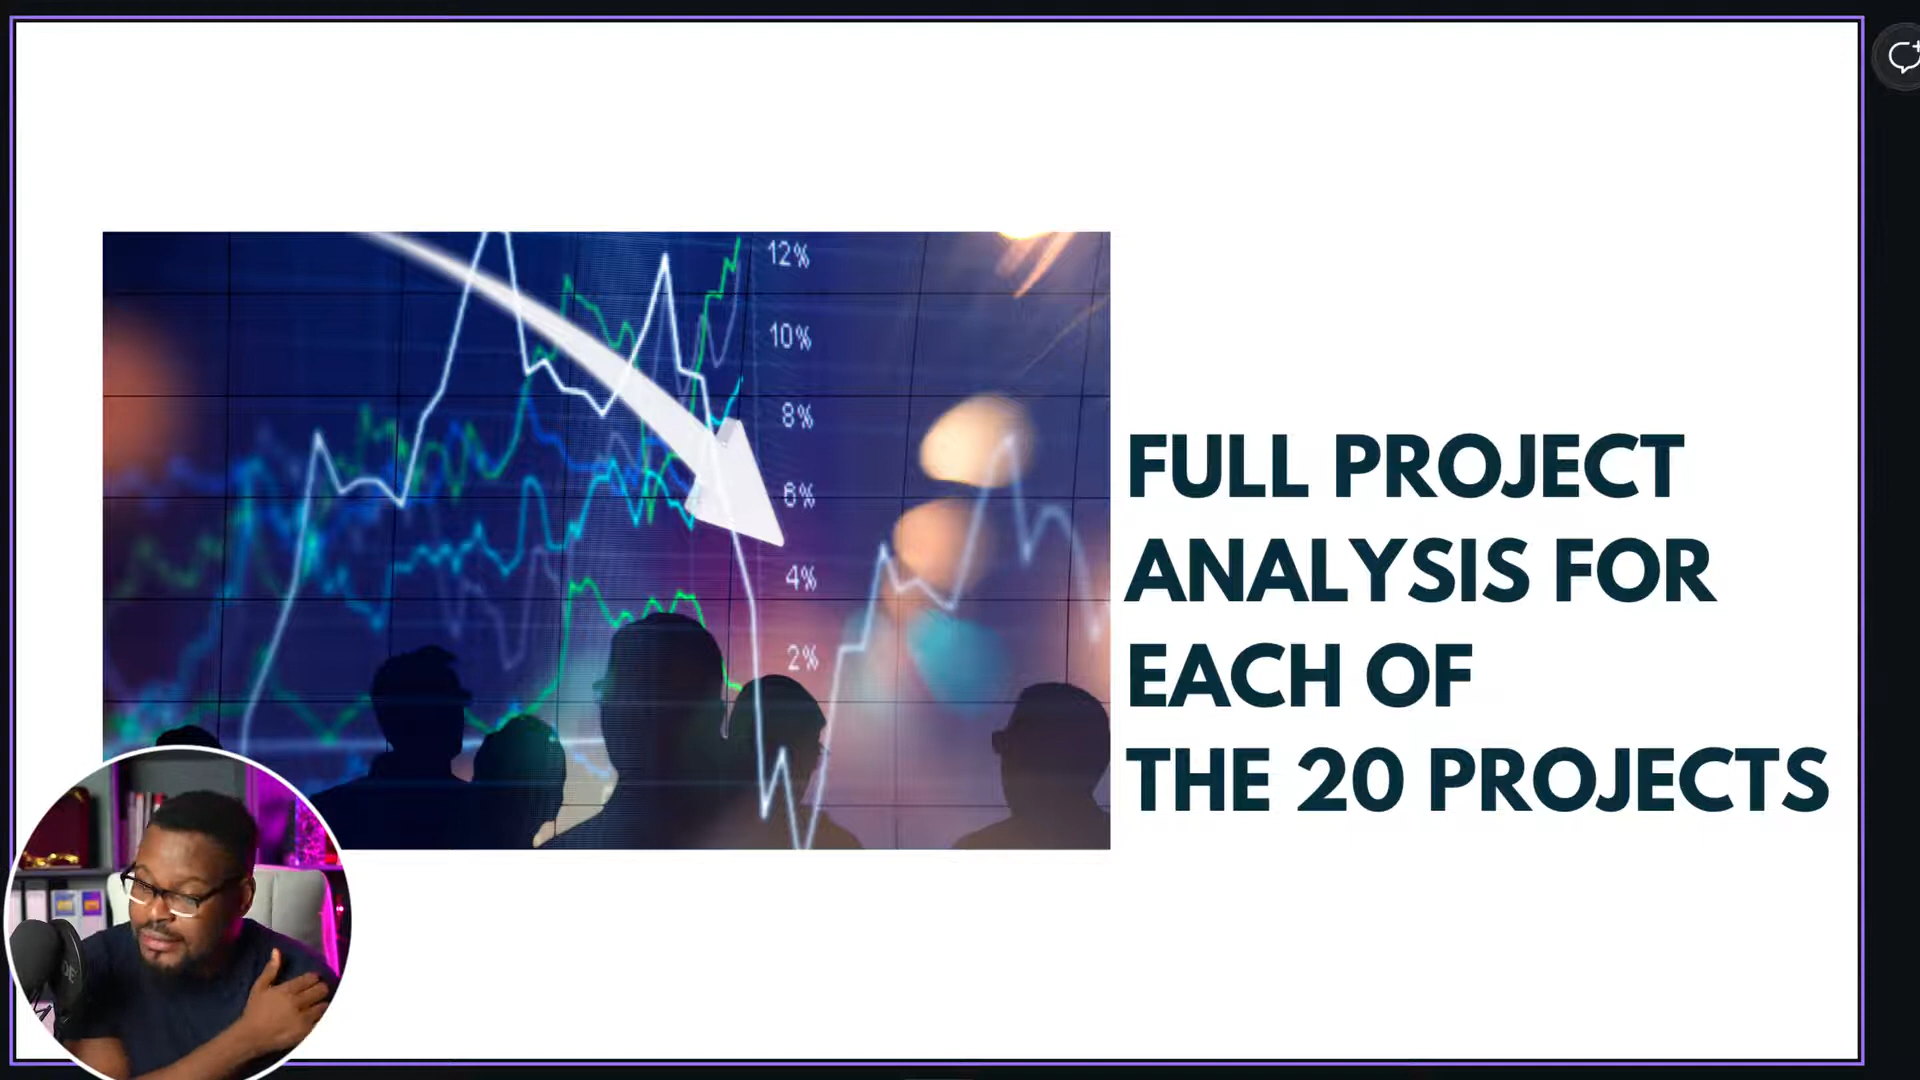 12%
10%
8%
6%
4%
2%
FULL PROJECT
ANALYSIS FOR
EACH OF
THE 20 PROJECTS